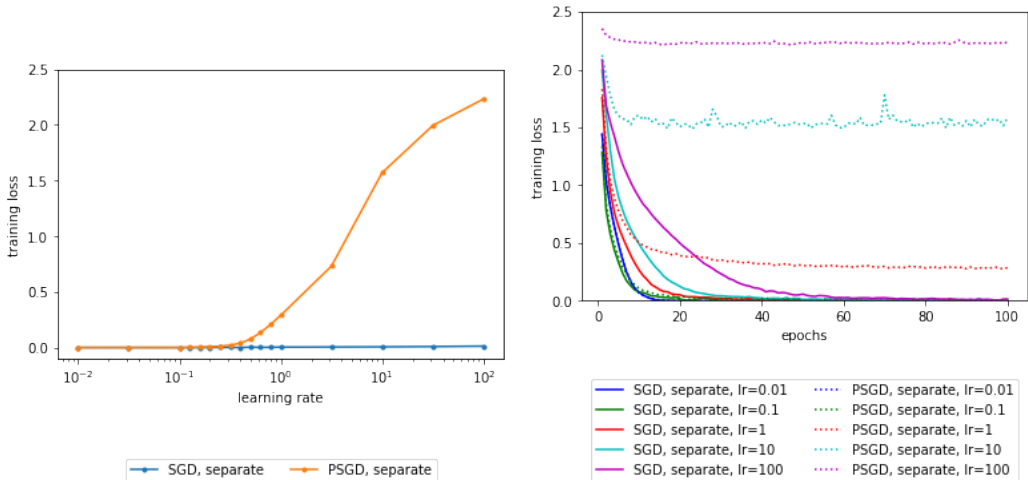 2.5
2.0
1.5
1.0
0.5
0.0
training loss
10⁻² 10⁻¹ 10⁰ 10¹ 10²
learning rate
SGD, separate PSGD, separate
2.5
2.0
1.5
1.0
0.5
0.0
training loss
0 20 40 60 80 100
epochs
SGD, separate, lr=0.01 PSGD, separate, lr=0.01
SGD, separate, lr=0.1 PSGD, separate, lr=0.1
SGD, separate, lr=1 PSGD, separate, lr=1
SGD, separate, lr=10 PSGD, separate, lr=10
SGD, separate, lr=100 PSGD, separate, lr=100